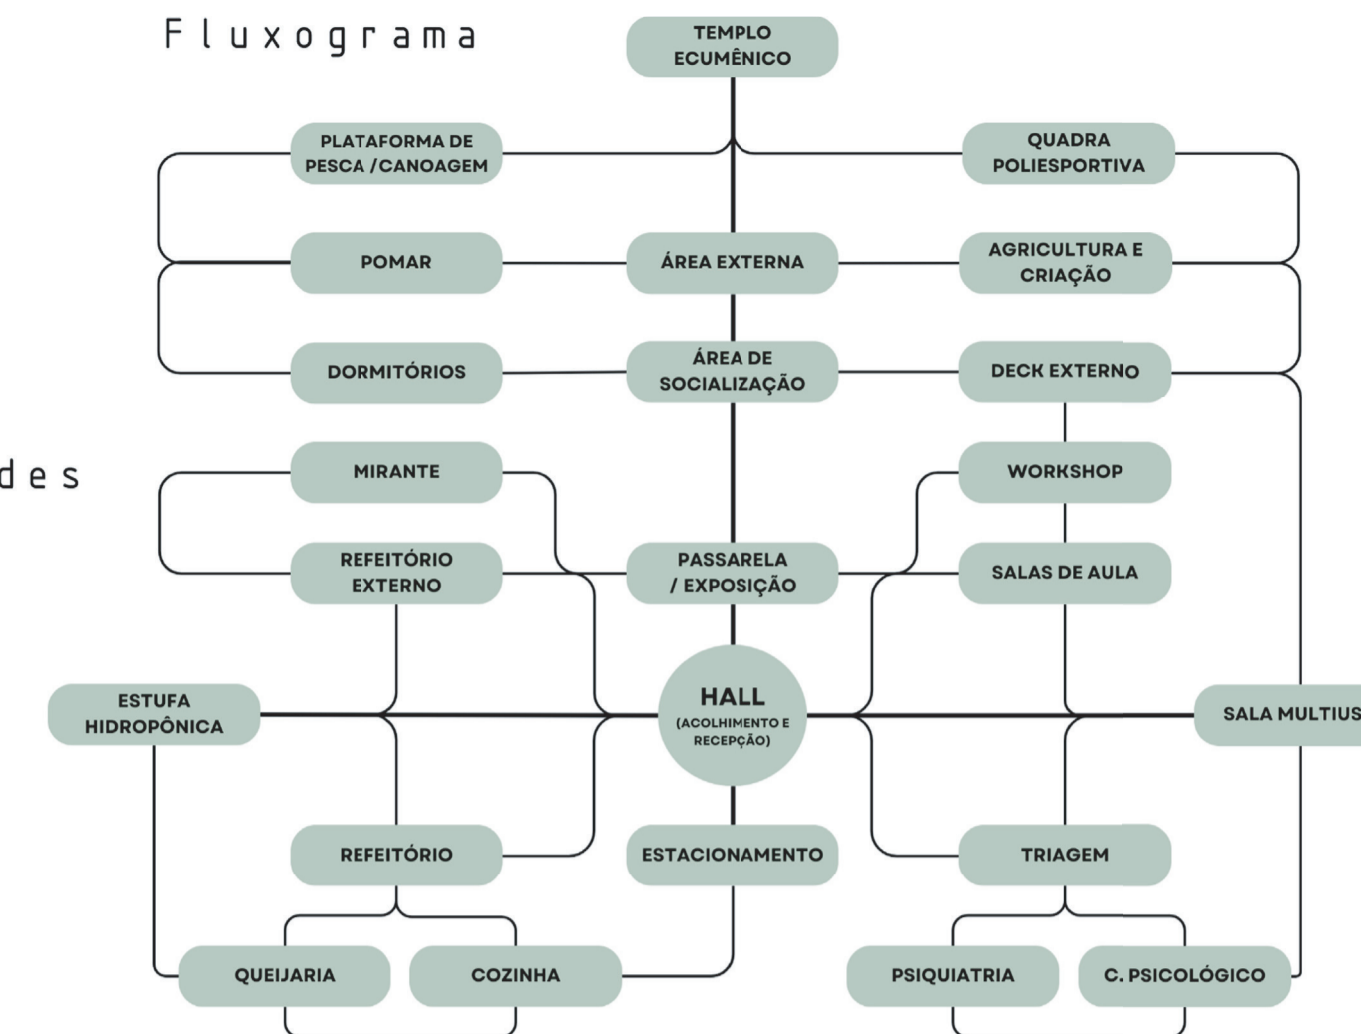 Fluxograma
TEMPLO
ECUMÊNICO
PLATAFORMA DE
PESCA /CANOAGEM
QUADRA
POLIESPORTIVA
POMAR
ÁREA EXTERNA
AGRICULTURA E
CRIAÇÃO
DORMITÓRIOS
ÁREA DE
SOCIALIZAÇÃO
DECK EXTERNO
des
MIRANTE
WORKSHOP
REFEITÓRIO
EXTERNO
PASSARELA
/ EXPOSIÇÃO
SALAS DE AULA
ESTUFA
HIDROPÔNICA
HALL
(ACOLHIMENTO E
RECEPÇÃO)
SALA MULTIUS
REFEITÓRIO
ESTACIONAMENTO
TRIAGEM
QUEIJARIA
COZINHA
PSIQUIATRIA
C. PSICOLÓGICO